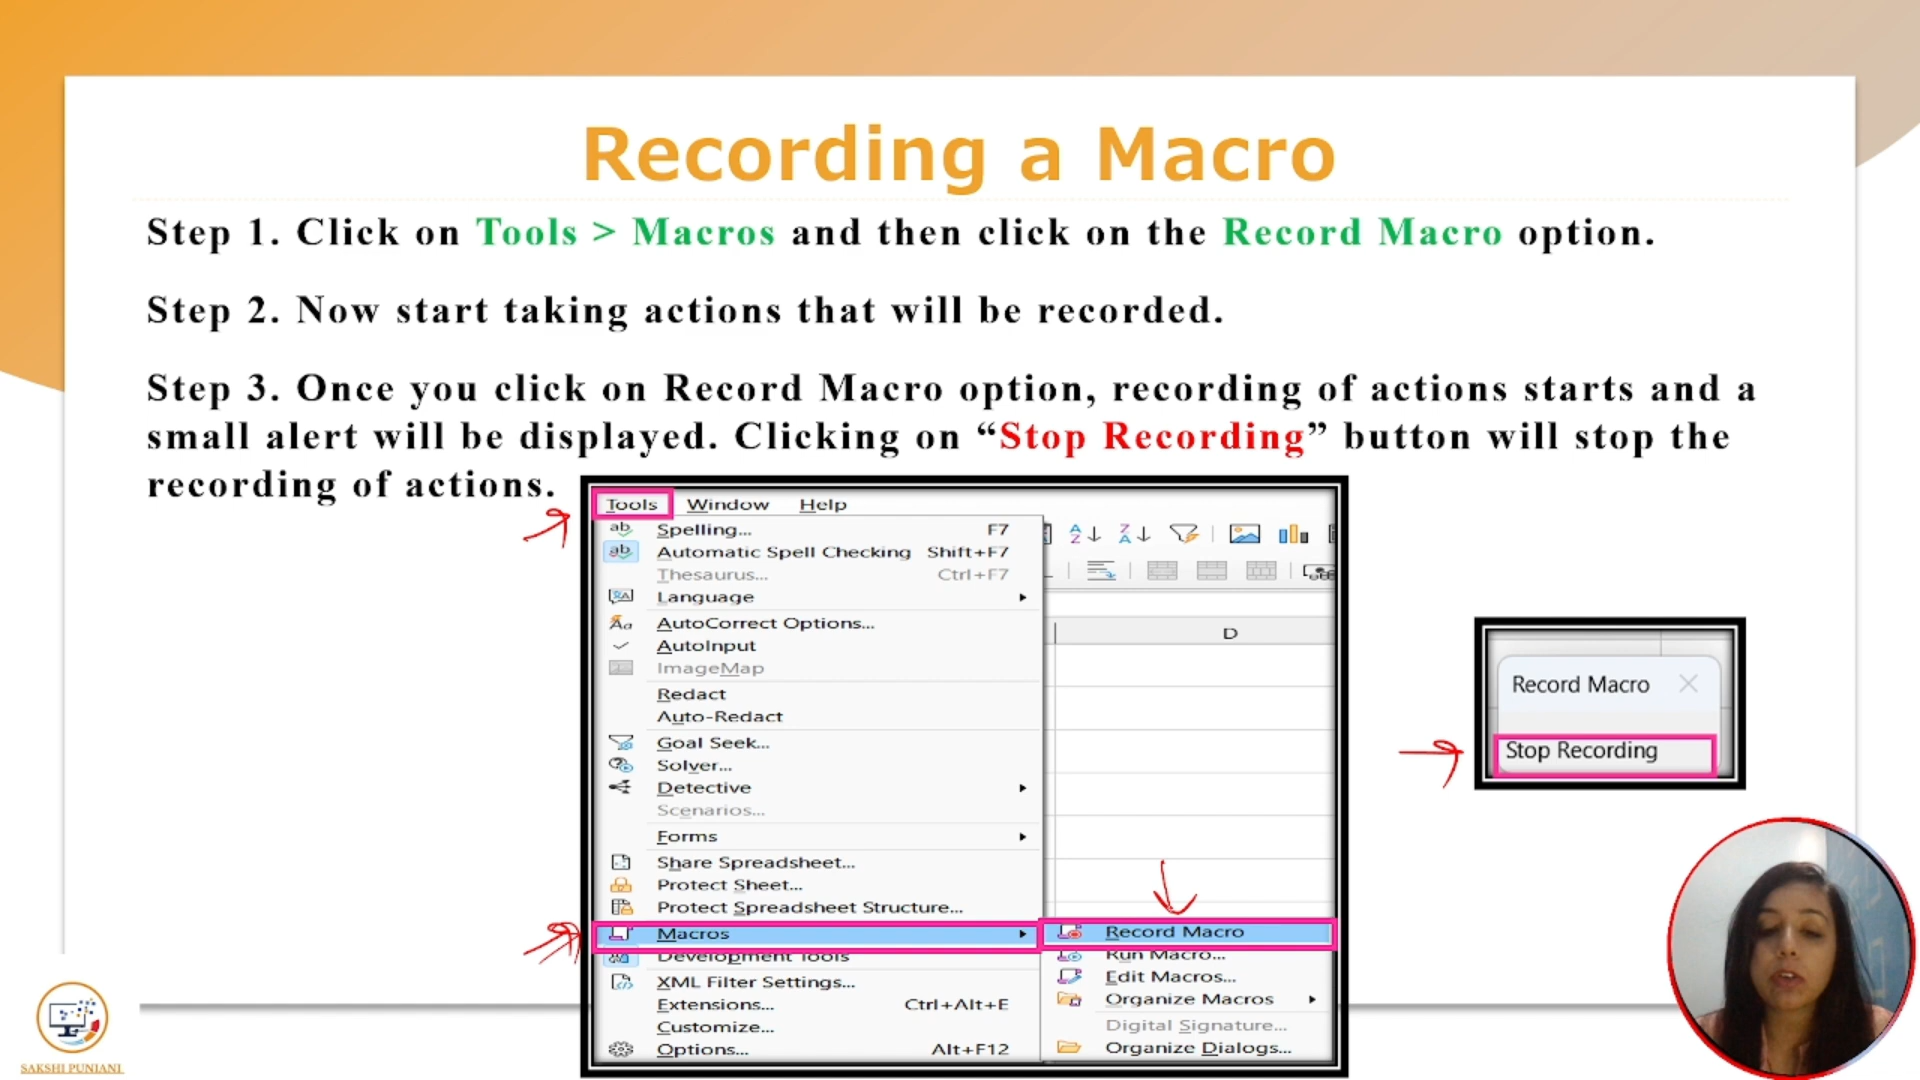 Recording a Macro
Step 1. Click on Tools > Macros and then click on the Record Macro option.
Step 2. Now start taking actions that will be recorded.
Step 3. Once you click on Record Macro option, recording of actions starts and a
small alert will be displayed. Clicking on “Stop Recording” button will stop the
recording of actions.
Tools Window Help
Spelling... F7
Automatic Spell Checking Shift+F7
Thesaurus... Ctrl+F7
Language
AutoCorrect Options...
AutoInput
ImageMap
Redact
Auto-Redact
Goal Seek...
Solver...
Detective
Scenarios...
Forms
Share Spreadsheet...
Protect Sheet...
Protect Spreadsheet Structure...
Macros
Development Tools
XML Filter Settings...
Extensions... Ctrl+Alt+E
Customize...
Options... Alt+F12
D
Record Macro
Run Macro...
Edit Macros...
Organize Macros
Digital Signature...
Organize Dialogs...
Record Macro
Stop Recording
SAKSHI PUNIANI